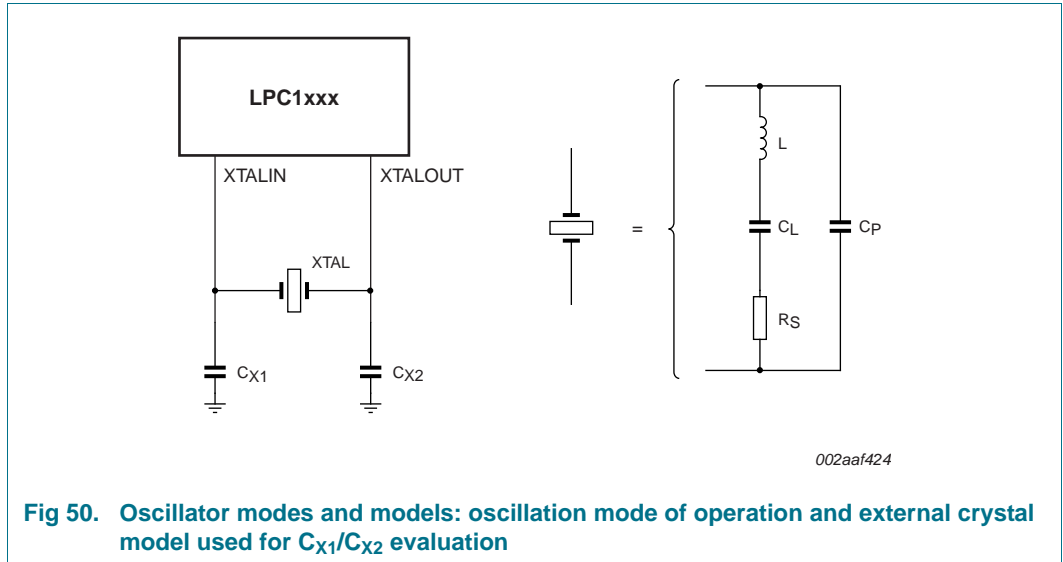 LPC1xxx
XTALIN XTALOUT
XTAL
CX1 CX2
=
L
CL CP
RS
002aaf424
Fig 50. Oscillator modes and models: oscillation mode of operation and external crystal
model used for CX1/CX2 evaluation